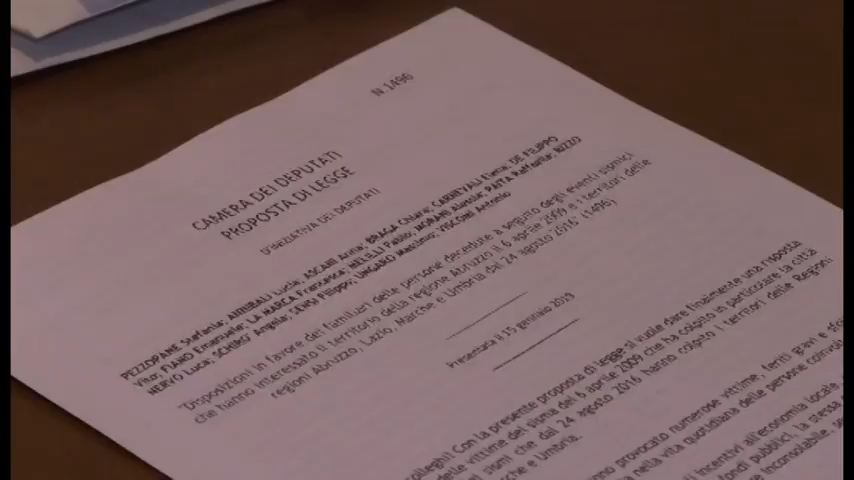 N. 1496
CAMERA DEI DEPUTATI
PROPOSTA DI LEGGE
D'INIZIATIVA DEI DEPUTATI
PEZZOPANE Stefania; ANNIBALI Lucia, ASCANI Anna; BRAGA Chiara; CARNEVALI Elena; DE FILIPPO
Vito; FIANO Emanuele; LA MARCA Francesca; MELILLI Fabio; MORANI Alessia; PAITA Raffaella; RIZZO
NERVO Luca; SCHIRÒ Angela; SENSI Filippo; UNGARO Massimo; VISCOMI Antonio
"Disposizioni in favore dei familiari delle persone decedute a seguito degli eventi sismici
che hanno interessato il territorio della regione Abruzzo il 6 aprile 2009 e i territori delle
regioni Abruzzo, Lazio, Marche e Umbria dal 24 agosto 2016 (1496)
Presentata il 15 gennaio 2019
colleghi! Con la presente proposta di legge si vuole dare finalmente una risposta
delle vittime del sisma del 6 aprile 2009 che ha colpito in particolare la città
sismi che dal 24 agosto 2016 hanno colpito i territori delle Regioni
e Umbria.
provocato numerose vittime, feriti gravi e
nella vita quotidiana delle persone
incentivi all'economia locale,
fondi pubblici, la stessa
inconsolabile,